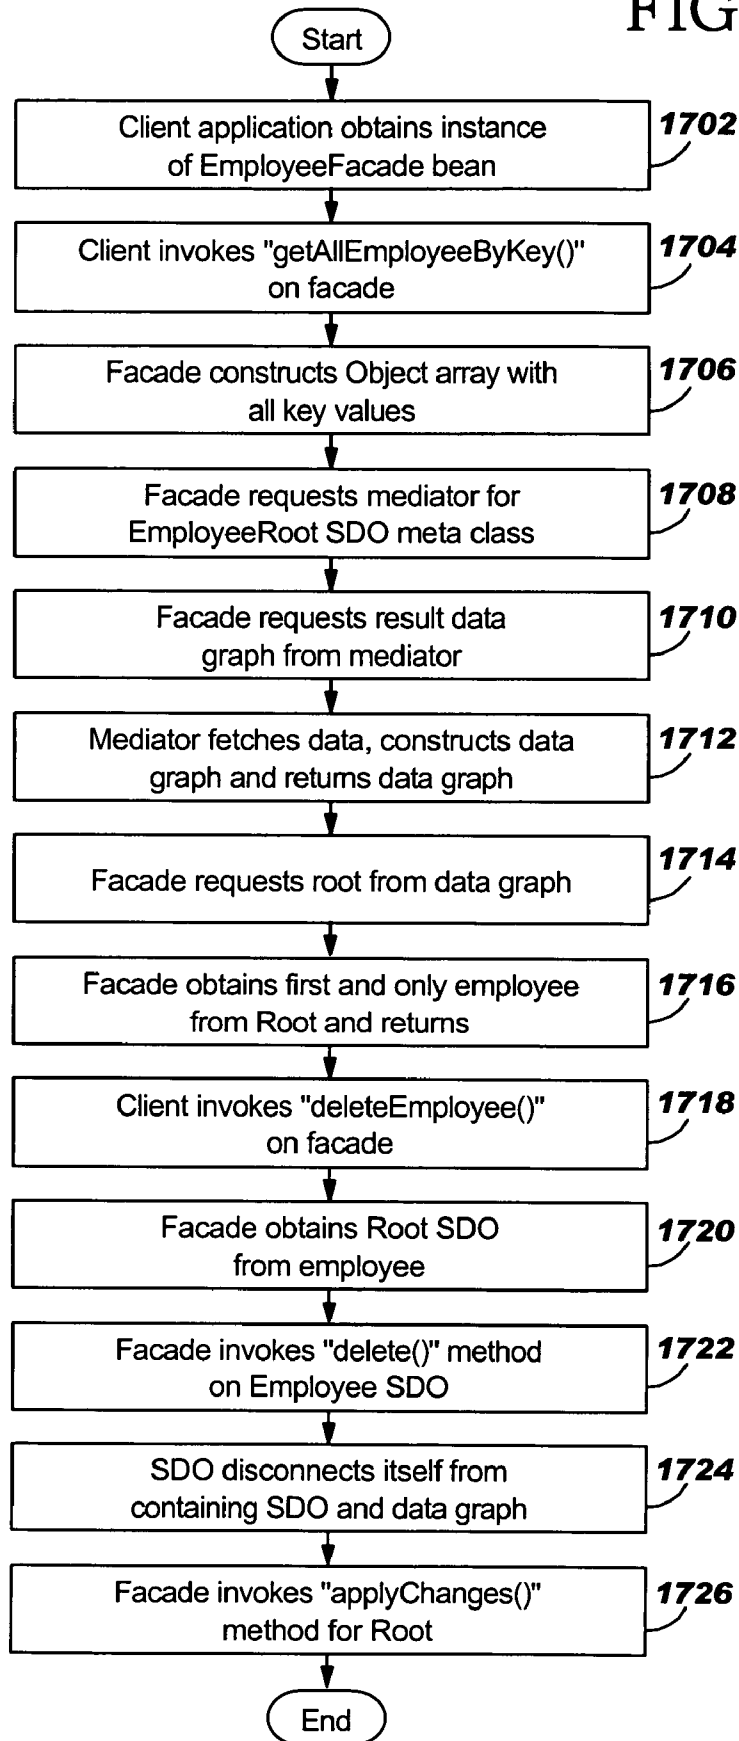 FIG
Start
Client application obtains instance
of EmployeeFacade bean
1702
Client invokes "getAllEmployeeByKey()"
on facade
1704
Facade constructs Object array with
all key values
1706
Facade requests mediator for
EmployeeRoot SDO meta class
1708
Facade requests result data
graph from mediator
1710
Mediator fetches data, constructs data
graph and returns data graph
1712
Facade requests root from data graph
1714
Facade obtains first and only employee
from Root and returns
1716
Client invokes "deleteEmployee()"
on facade
1718
Facade obtains Root SDO
from employee
1720
Facade invokes "delete()" method
on Employee SDO
1722
SDO disconnects itself from
containing SDO and data graph
1724
Facade invokes "applyChanges()"
method for Root
1726
End